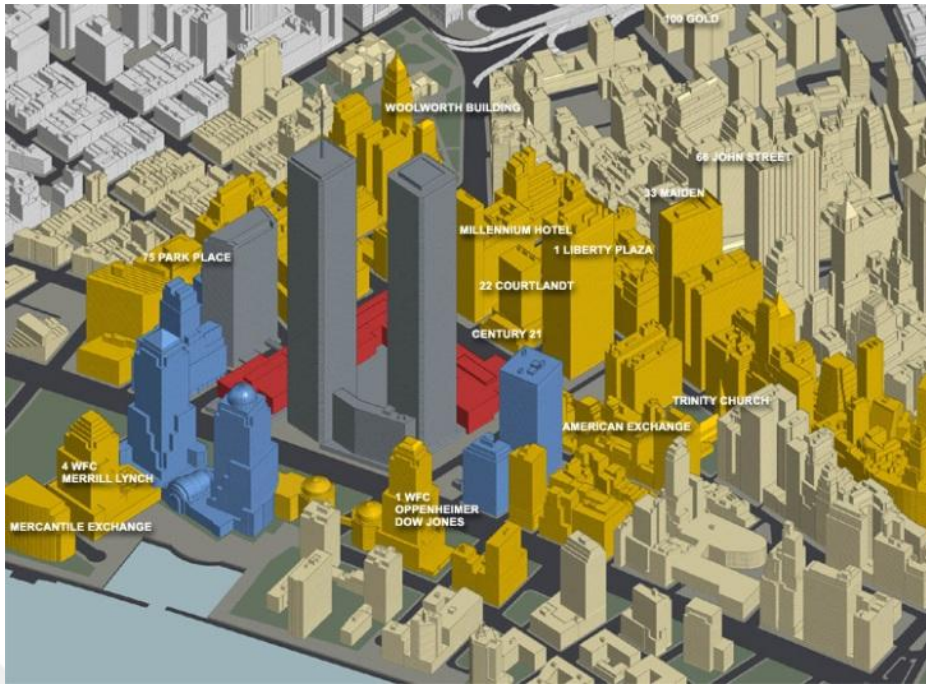 100 GOLD
WOOLWORTH BUILDING
66 JOHN STREET
33 MAIDEN
MILLENNIUM HOTEL
1 LIBERTY PLAZA
75 PARK PLACE
22 COURTLANDT
CENTURY 21
TRINITY CHURCH
AMERICAN EXCHANGE
4 WFC
MERRILL LYNCH
1 WFC
OPPENHEIMER
DOW JONES
MERCANTILE EXCHANGE